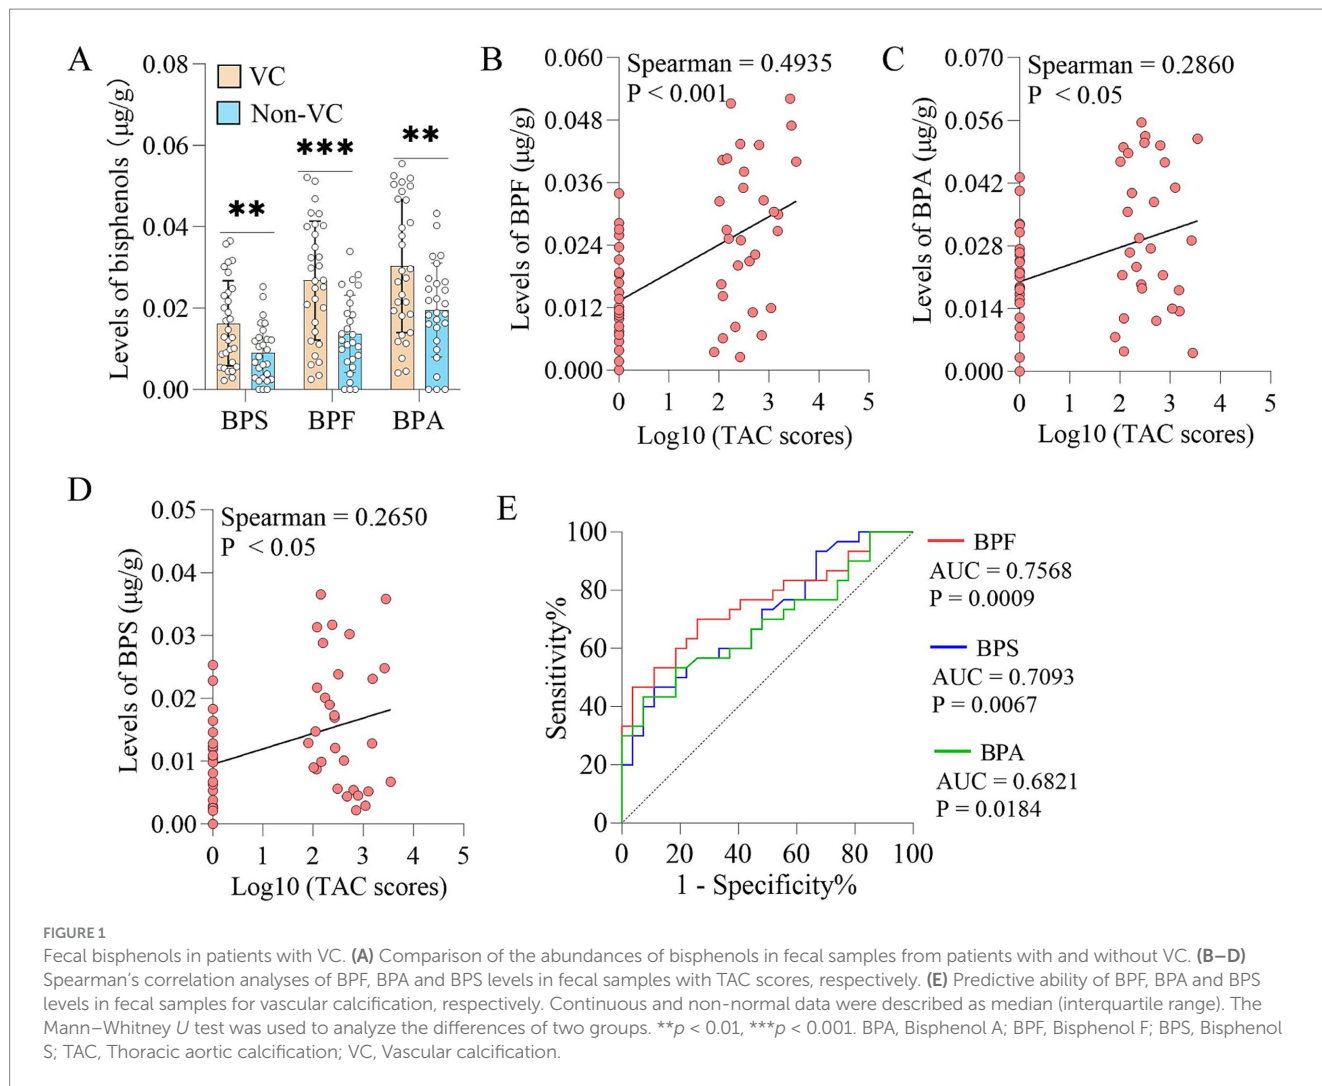 A
0.08
0.06
0.04
0.02
0.00
Levels of bisphenols (μg/g)
VC
Non-VC
**
***
**
BPS
BPF
BPA
B
0.060
0.048
0.036
0.024
0.012
0.000
Levels of BPF (μg/g)
Spearman = 0.4935
P < 0.001
0 1 2 3 4 5
Log10 (TAC scores)
C
0.070
0.056
0.042
0.028
0.014
0.000
Levels of BPA (μg/g)
Spearman = 0.2860
P < 0.05
0 1 2 3 4 5
Log10 (TAC scores)
D
0.05
0.04
0.03
0.02
0.01
0.00
Levels of BPS (μg/g)
Spearman = 0.2650
P < 0.05
0 1 2 3 4 5
Log10 (TAC scores)
E
100
80
60
40
20
0
Sensitivity%
0 20 40 60 80 100
1 - Specificity%
BPF
AUC = 0.7568
P = 0.0009
BPS
AUC = 0.7093
P = 0.0067
BPA
AUC = 0.6821
P = 0.0184
FIGURE 1
Fecal bisphenols in patients with VC. (A) Comparison of the abundances of bisphenols in fecal samples from patients with and without VC. (B–D)
Spearman's correlation analyses of BPF, BPA and BPS levels in fecal samples with TAC scores, respectively. (E) Predictive ability of BPF, BPA and BPS
levels in fecal samples for vascular calcification, respectively. Continuous and non-normal data were described as median (interquartile range). The
Mann–Whitney U test was used to analyze the differences of two groups. **p < 0.01, ***p < 0.001. BPA, Bisphenol A; BPF, Bisphenol F; BPS, Bisphenol
S; TAC, Thoracic aortic calcification; VC, Vascular calcification.